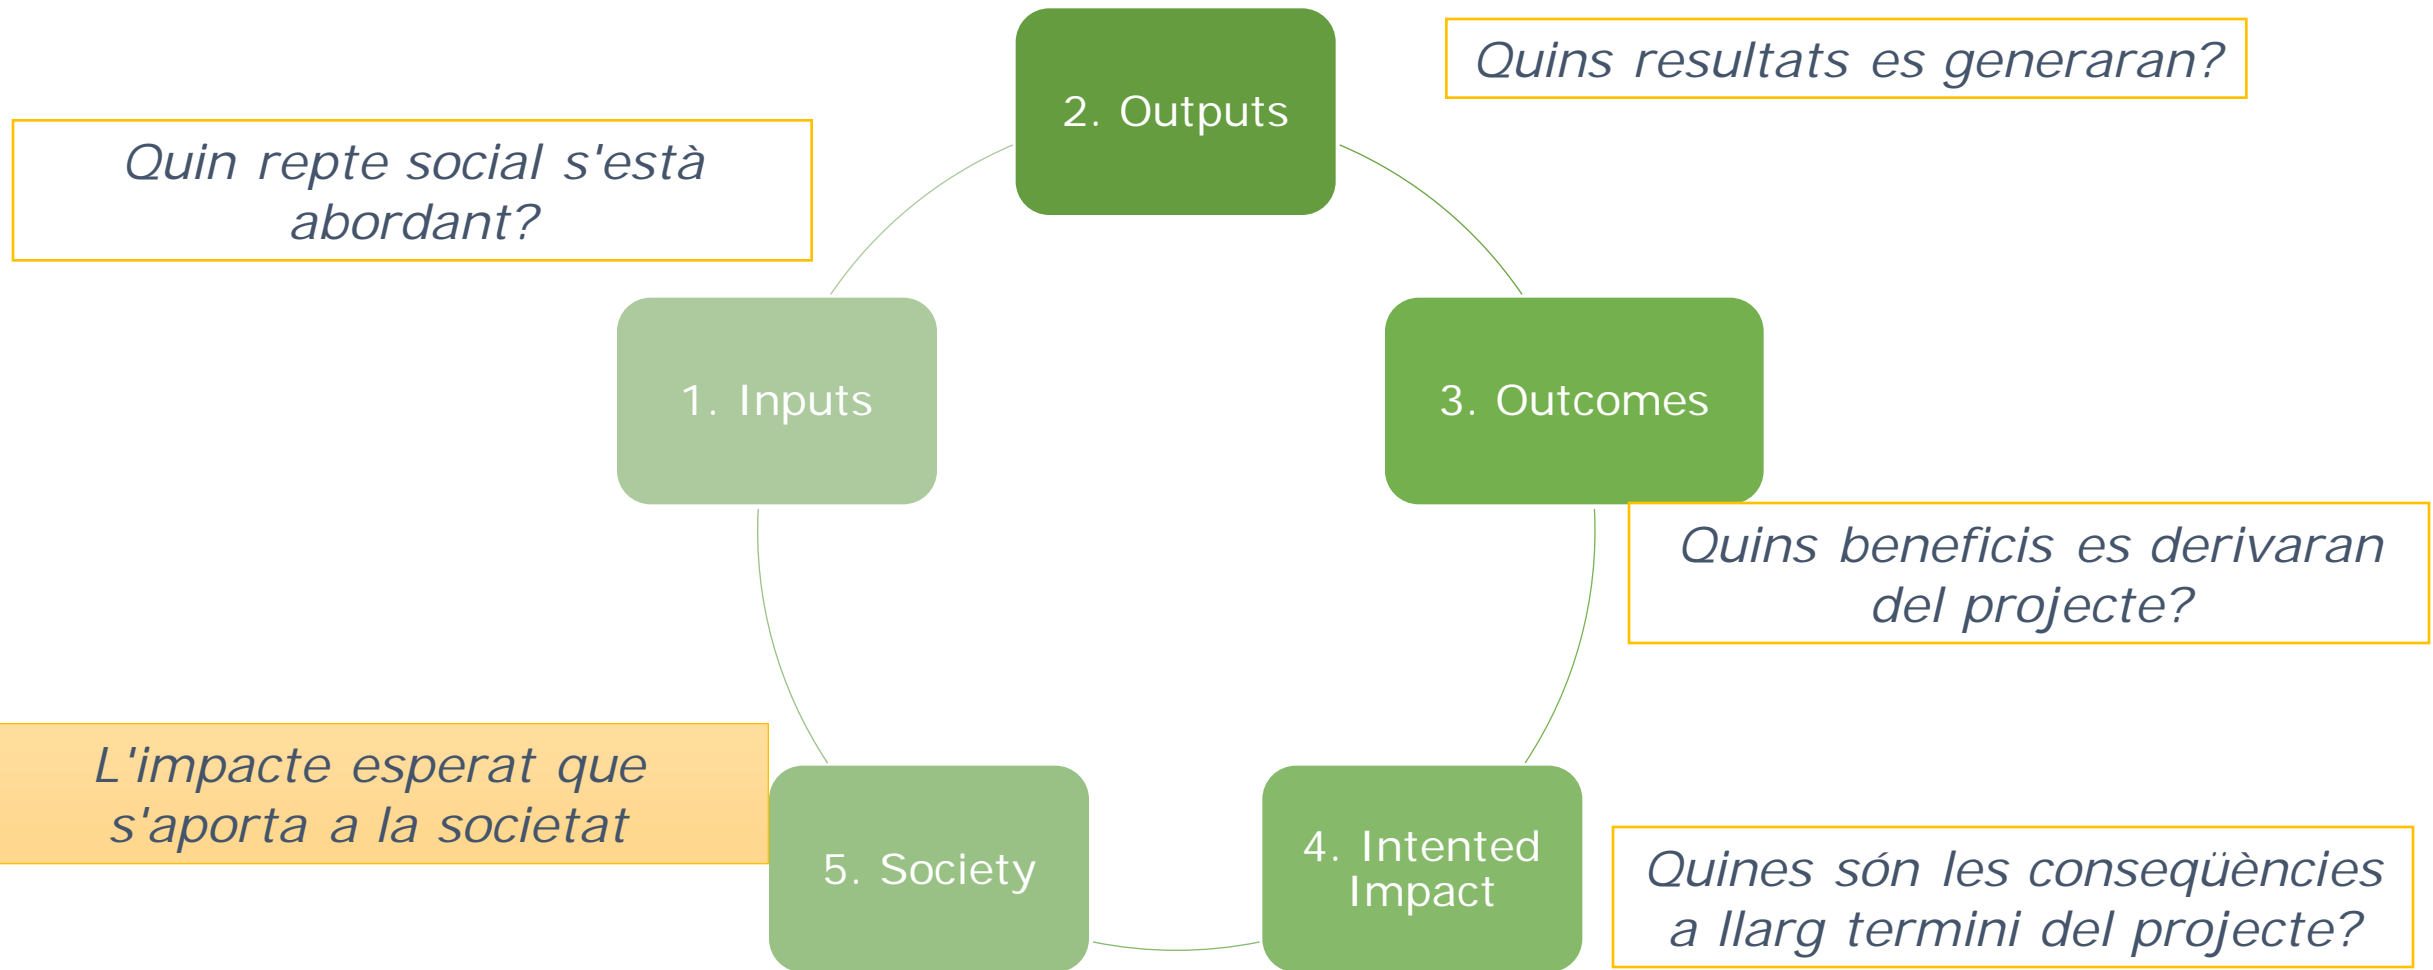 2. Outputs
Quins resultats es generaran?
Quin repte social s'està
abordant?
1. Inputs
3. Outcomes
Quins beneficis es derivaran
del projecte?
L'impacte esperat que
s'aporta a la societat
5. Society
4. Intented
Impact
Quines són les conseqüències
a llarg termini del projecte?